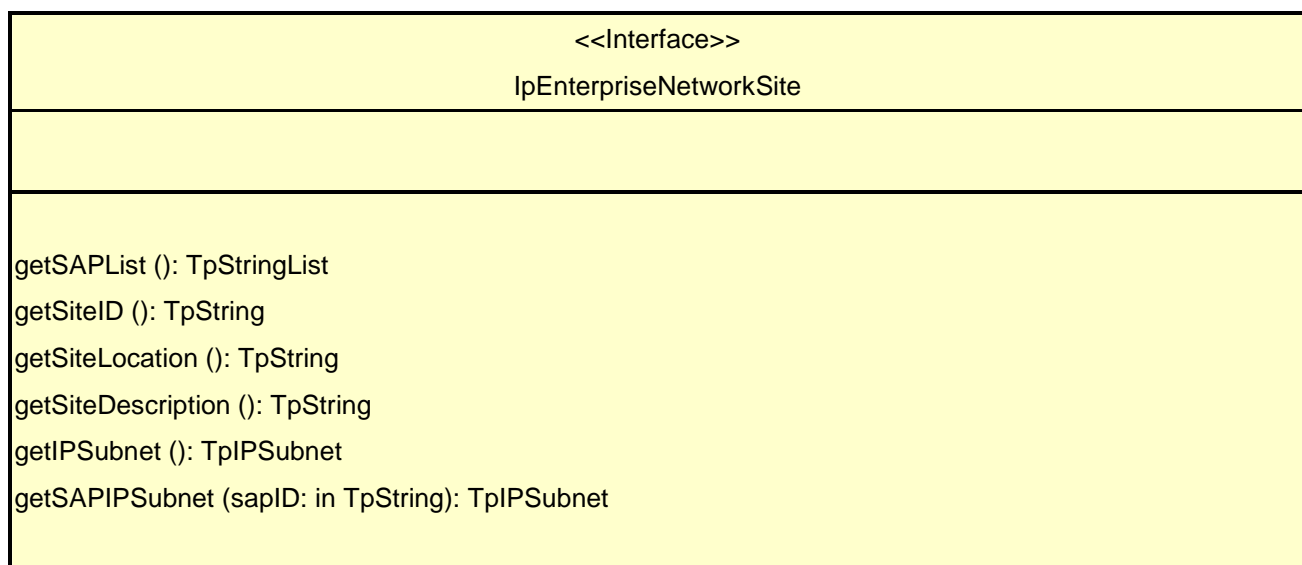 <<Interface>>
IpEnterpriseNetworkSite
getSAPList (): TpStringList
getSiteID (): TpString
getSiteLocation (): TpString
getSiteDescription (): TpString
getIPSubnet (): TpIPSubnet
getSAPIPSubnet (sapID: in TpString): TpIPSubnet